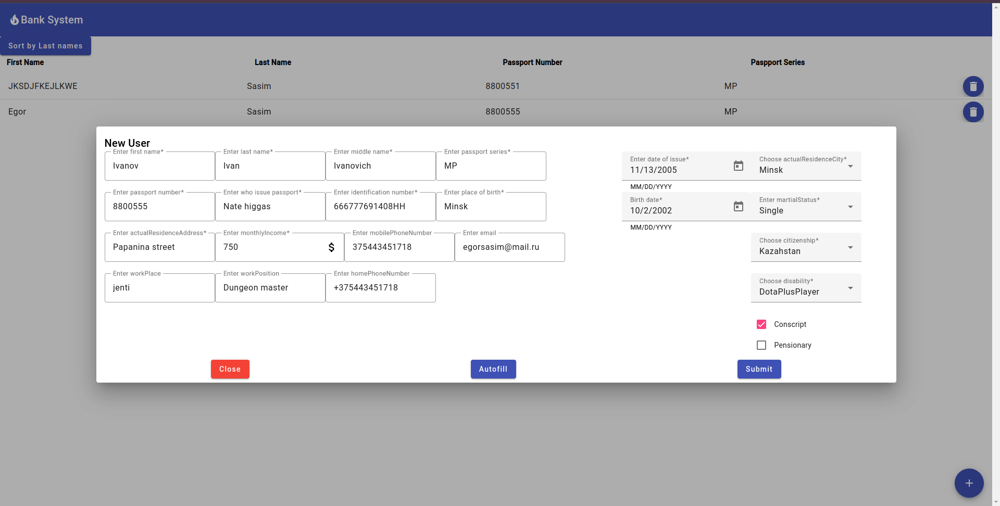 Bank System
Sort by Last names
First Name Last Name Passport Number Paspport Series
JKSDJFKEJLKWE Sasim 8800551 MP
Egor Sasim 8800555 MP
New User
Enter first name* Enter last name* Enter middle name* Enter passport series* Enter date of issue* Choose actualResidenceCity*
Ivanov Ivan Ivanovich MP 11/13/2005 Minsk
MM/DD/YYYY
Enter passport number* Enter who issue passport* Enter identification number* Enter place of birth* Birth date* Enter martialStatus*
8800555 Nate higgas 666777691408HH Minsk 10/2/2002 Single
MM/DD/YYYY
Enter actualResidenceAddress* Enter monthlyIncome* Enter mobilePhoneNumber Enter email Choose citizenship*
Papanina street 750 $ 375443451718 egorsasim@mail.ru Kazahstan
Enter workPlace Enter workPosition Enter homePhoneNumber Choose disability*
jenti Dungeon master +375443451718 DotaPlusPlayer
Conscript
Pensionary
Close Autofill Submit